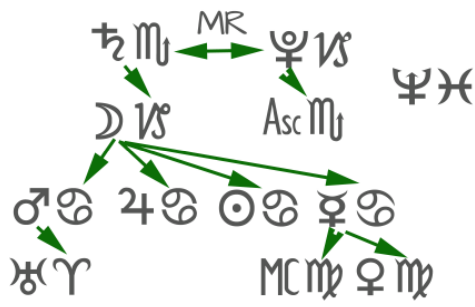 MR
♄♏ ♇♑
♆♓
☽♑ Asc♏
♂♋ ♃♋ ☉♋ ☿♋
♅♈ MC♍ ♀♍